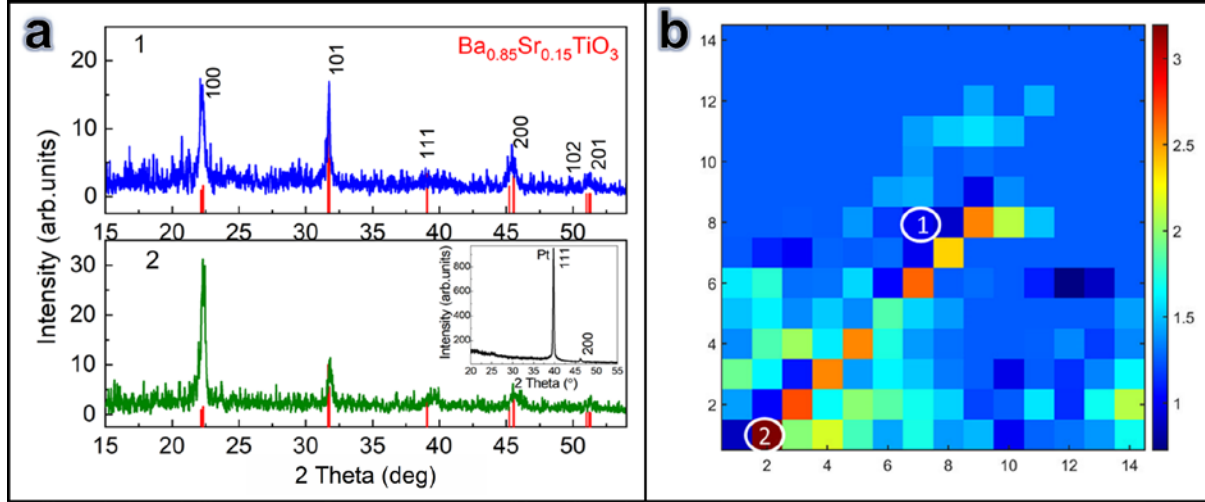 a
1
Ba0.85Sr0.15TiO3
Intensity (arb.units)
20
10
0
100
101
111
200
102
201
15 20 25 30 35 40 45 50
2
30
20
10
0
15 20 25 30 35 40 45 50
2 Theta (deg)
Pt
111
200
Intensity (arb.units)
800
600
400
200
20 25 30 35 40 45 50 55
2 Theta (°)
b
14
12
10
8
6
4
2
2 4 6 8 10 12 14
1
2
3
2.5
2
1.5
1